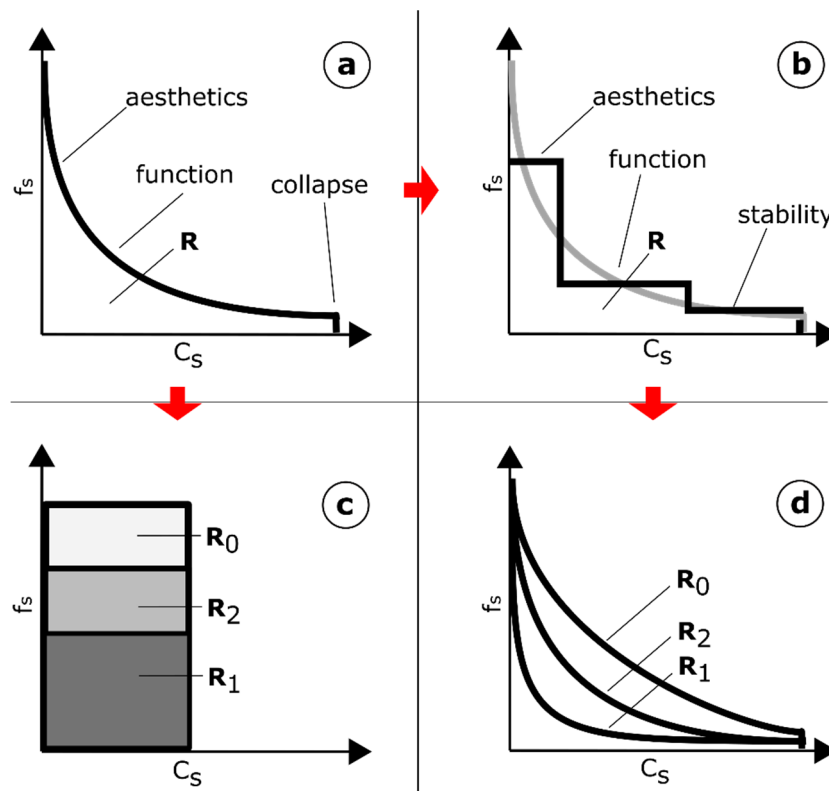 a
aesthetics
function
collapse
R
fs
Cs
b
aesthetics
function
stability
R
fs
Cs
c
R0
R2
R1
fs
Cs
d
R0
R2
R1
fs
Cs